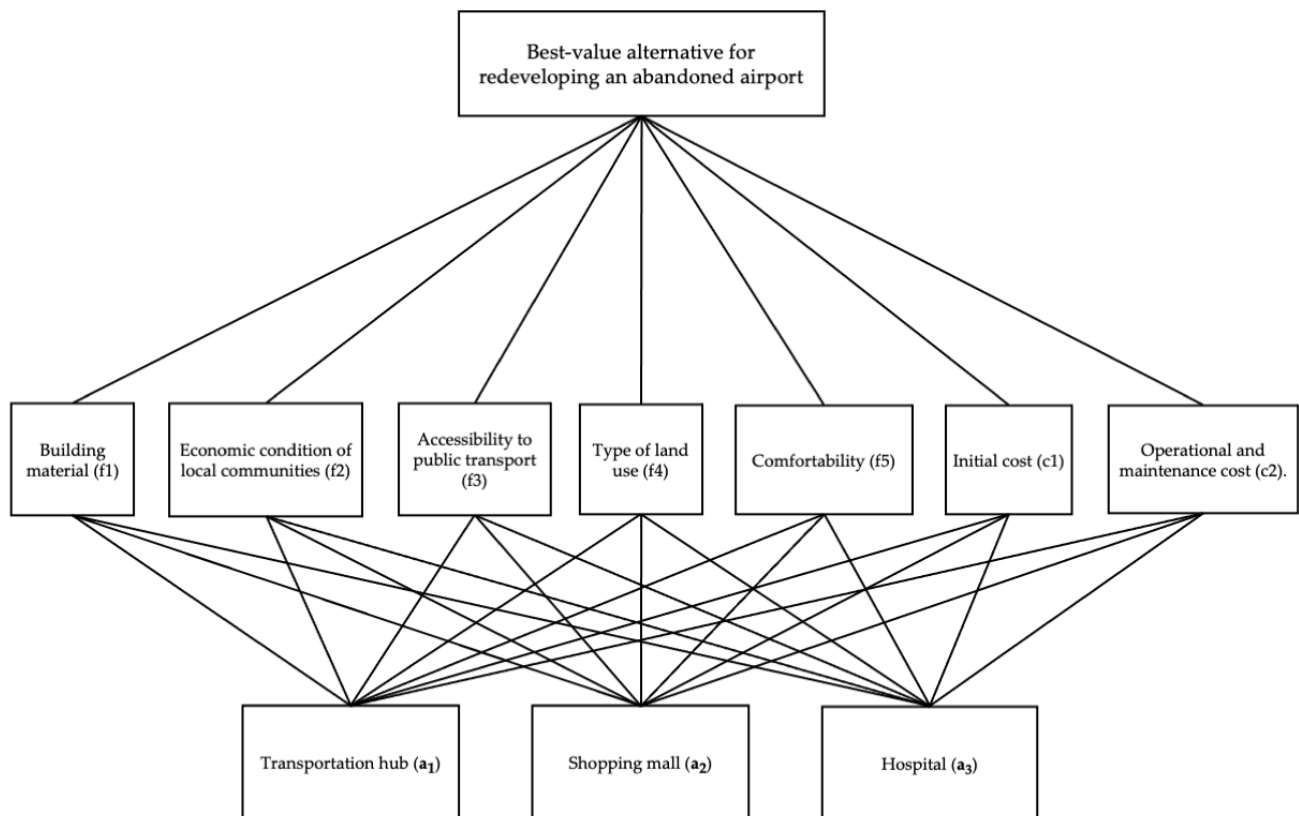 Best-value alternative for
redeveloping an abandoned airport
Building
material (f1)
Economic condition of
local communities (f2)
Accessibility to
public transport
(f3)
Type of land
use (f4)
Comfortability (f5)
Initial cost (c1)
Operational and
maintenance cost (c2).
Transportation hub (a₁)
Shopping mall (a₂)
Hospital (a₃)